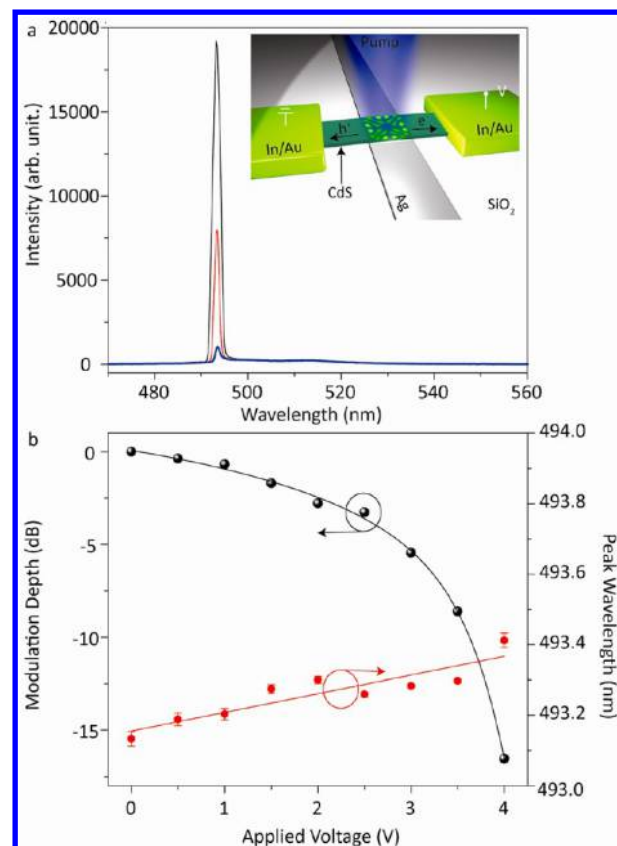 a
20000
15000
10000
5000
0
Intensity (arb. unit.)
480
500
520
540
560
Wavelength (nm)
Pump
In/Au
h⁺
e⁻
V
In/Au
CdS
Ag
SiO₂
b
0
-5
-10
-15
Modulation Depth (dB)
494.0
493.8
493.6
493.4
493.2
493.0
Peak Wavelength (nm)
0
1
2
3
4
Applied Voltage (V)